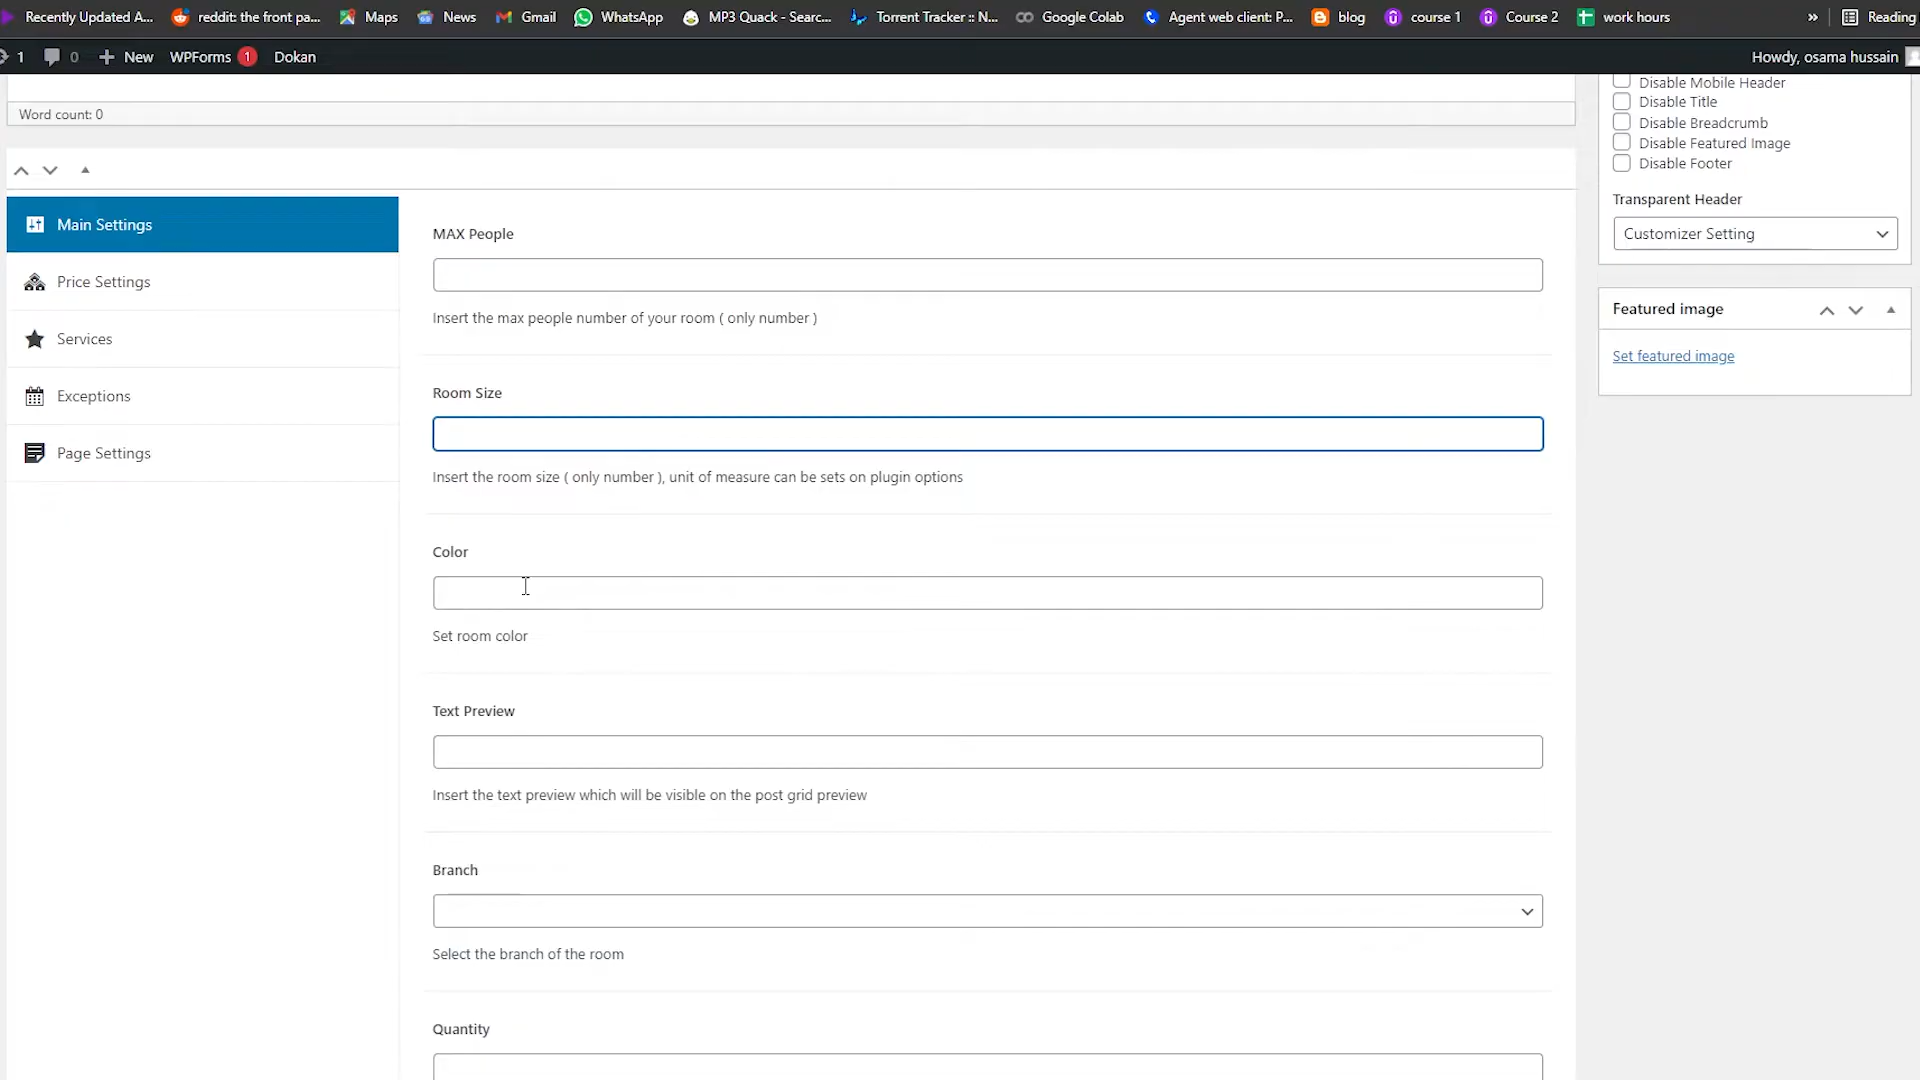 Recently Updated A... reddit: the front pa... Maps News Gmail WhatsApp MP3 Quack - Searc... Torrent Tracker :: N... Google Colab Agent web client: P... blog course 1 Course 2 work hours » Reading
1 0 New WPForms 1 Dokan Howdy, osama hussain
Disable Mobile Header
Disable Title
Word count: 0
Disable Breadcrumb
Disable Featured Image
Disable Footer
Transparent Header
Customizer Setting
Main Settings
Price Settings
Services
Exceptions
Page Settings
MAX People
Insert the max people number of your room ( only number )
Featured image
Set featured image
Room Size
Insert the room size ( only number ), unit of measure can be sets on plugin options
Color
Set room color
Text Preview
Insert the text preview which will be visible on the post grid preview
Branch
Select the branch of the room
Quantity